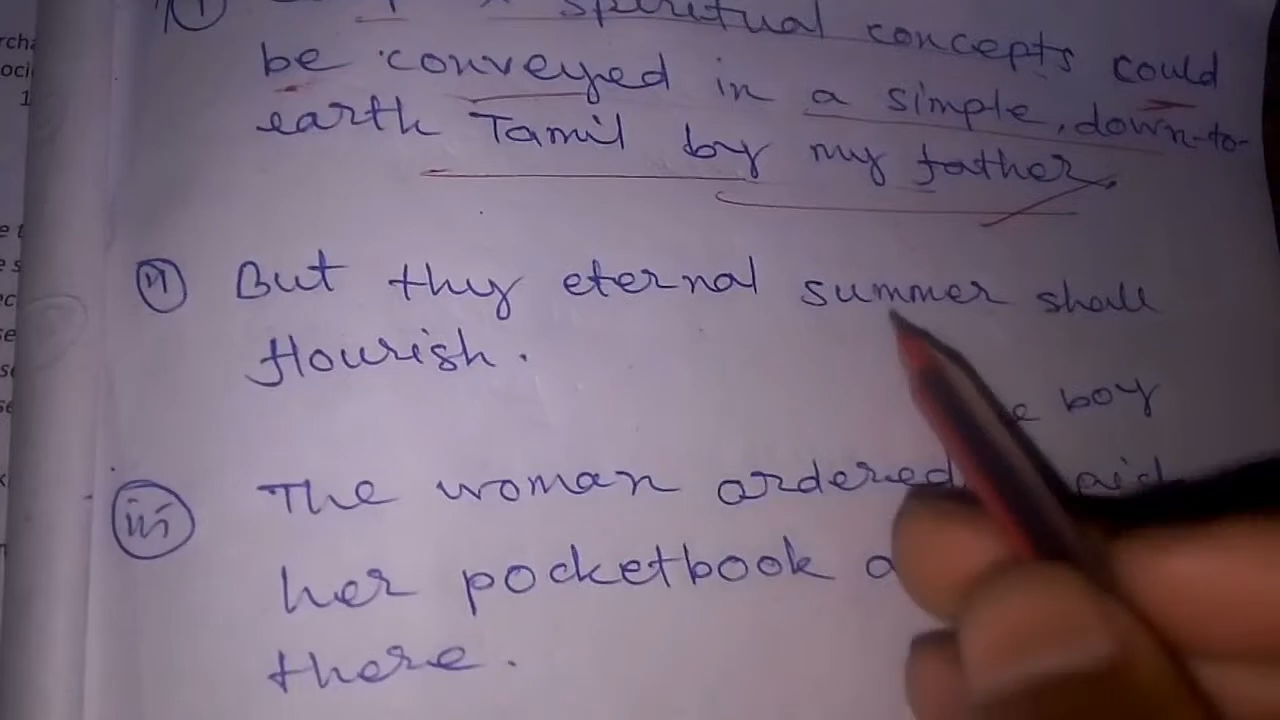 (i) spiritual concepts could
be conveyed in a simple, down-to-
earth Tamil by my father.
(ii) But thy eternal summer shall
flourish.
boy
(iii) The woman ordered
her pocketbook
there.